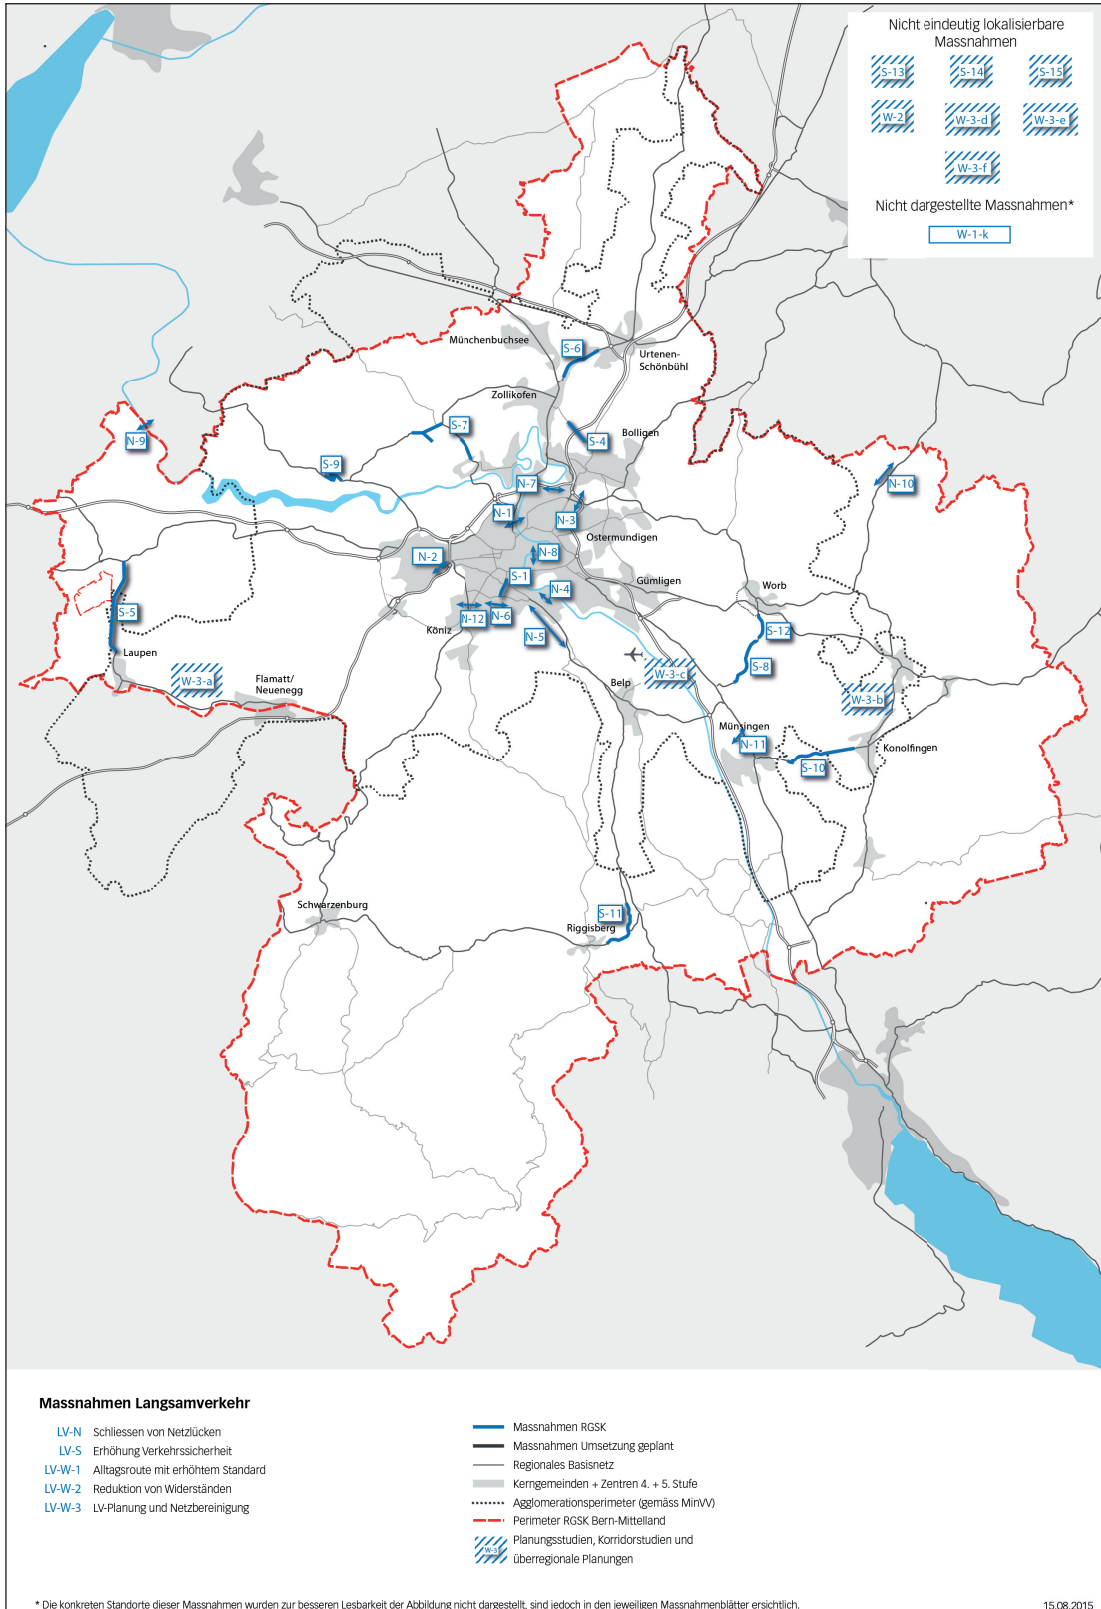 Nicht eindeutig lokalisierbare
Massnahmen
S-13
S-14
S-15
W-2
W-3-d
W-3-e
W-3-f
Nicht dargestellte Massnahmen*
W-1-k
Münchenbuchsee
S-6
Urtenen-
Schönbühl
Zollikofen
S-7
Bolligen
S-4
N-9
S-9
N-7
N-10
N-1
N-3
Ostermundigen
N-2
N-8
S-1
Gümligen
Worb
N-4
S-5
N-12
N-6
Köniz
N-5
S-12
Laupen
S-8
W-3-a
Flamatt/
Neuenegg
W-3-c
Belp
W-3-b
Münsingen
N-11
Konolfingen
S-10
Schwarzenburg
S-11
Riggisberg
Massnahmen Langsamverkehr
LV-N Schliessen von Netzlücken
LV-S Erhöhung Verkehrssicherheit
LV-W-1 Alltagsroute mit erhöhtem Standard
LV-W-2 Reduktion von Widerständen
LV-W-3 LV-Planung und Netzbereinigung
Massnahmen RGSK
Massnahmen Umsetzung geplant
Regionales Basisnetz
Kerngemeinden + Zentren 4. + 5. Stufe
Agglomerationsperimeter (gemäss MinVV)
Perimeter RGSK Bern-Mittelland
W-3
Planungsstudien, Korridorstudien und
überregionale Planungen
* Die konkreten Standorte dieser Massnahmen wurden zur besseren Lesbarkeit der Abbildung nicht dargestellt, sind jedoch in den jeweiligen Massnahmenblätter ersichtlich.
15.08.2015